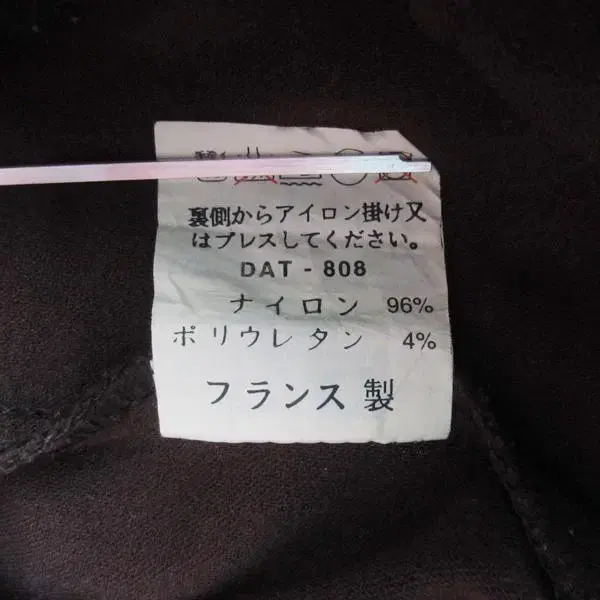 裏側からアイロン掛け又
はプレスしてください。
DAT - 808
ナイロン 96%
ポリウレタン 4%
フランス製